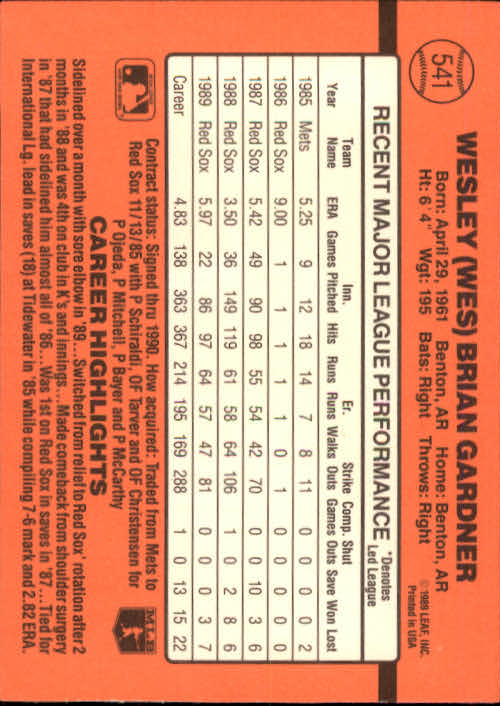 541
WESLEY (WES) BRIAN GARDNER
Born: April 29, 1961 Benton, AR Home: Benton, AR
Ht: 6' 4" Wgt: 195 Bats: Right Throws: Right
© 1989 LEAF, INC.
Printed in USA
RECENT MAJOR LEAGUE PERFORMANCE *Denotes Led League
Team Inn. Er. Strike Comp. Shut
Year Name ERA Games Pitched Hits Runs Runs Walks Outs Games Outs Save Won Lost
1985 Mets 5.25 9 12 18 14 7 8 11 0 0 0 0 2
1986 Red Sox 9.00 1 1 1 1 1 0 1 0 0 0 0 0
1987 Red Sox 5.42 49 90 98 55 54 42 70 0 0 10 3 6
1988 Red Sox 3.50 36 149 119 61 58 64 106 1 0 2 8 6
1989 Red Sox 5.97 22 86 97 64 57 47 81 0 0 0 3 7
Career 4.83 138 363 367 214 195 169 288 1 0 13 15 22
Contract status: Signed thru 1990. How acquired: Traded from Mets to
Red Sox 11/13/85 with P Schiraldi, OF Tarver and OF Christensen for
P Ojeda, P Mitchell, P Bayer and P McCarthy
MLB
CAREER HIGHLIGHTS
Sidelined over a month with sore elbow in '89...Switched from relief to Red Sox' rotation after 2
months in '88 and was 4th on club in K's and innings...Made comeback from shoulder surgery
in '87 that had sidelined him almost all of '86...Was 1st on Red Sox in saves in '87...Tied for
International Lg. lead in saves (18) at Tidewater in '85 while compiling 7-6 mark and 2.82 ERA.